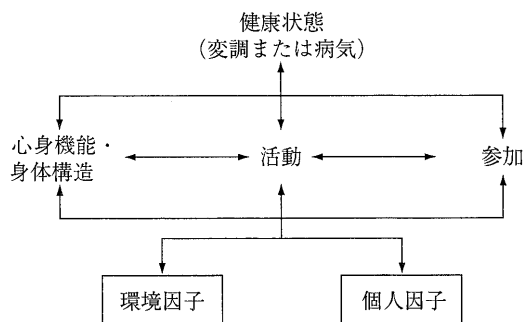 健康状態
(変調または病気)
心身機能・
身体構造
活動
参加
環境因子
個人因子